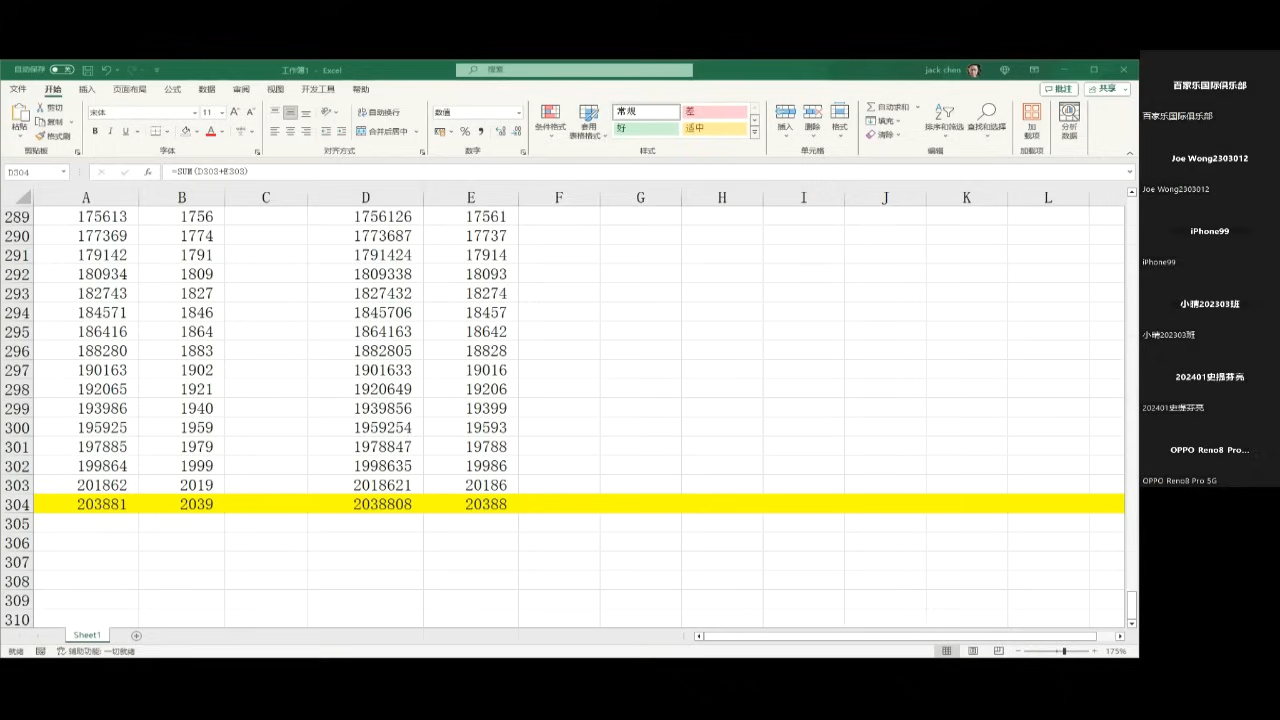 自动保存 关
工作簿1 - Excel
搜索
jack chen
文件 开始 插入 页面布局 公式 数据 审阅 视图 开发工具 帮助
批注 共享
粘贴 剪切 复制 格式刷
宋体 11
自动换行 合并后居中
数值
条件格式 套用表格格式
常规 差 好 适中
插入 删除 格式
自动求和 填充 清除
排序和筛选 查找和选择
加载项 分析数据
剪贴板 字体 对齐方式 数字 样式 单元格 编辑 加载项
D304 =SUM(D303+E303)
A B C D E F G H I J K L
289 175613 1756 1756126 17561
290 177369 1774 1773687 17737
291 179142 1791 1791424 17914
292 180934 1809 1809338 18093
293 182743 1827 1827432 18274
294 184571 1846 1845706 18457
295 186416 1864 1864163 18642
296 188280 1883 1882805 18828
297 190163 1902 1901633 19016
298 192065 1921 1920649 19206
299 193986 1940 1939856 19399
300 195925 1959 1959254 19593
301 197885 1979 1978847 19788
302 199864 1999 1998635 19986
303 201862 2019 2018621 20186
304 203881 2039 2038808 20388
305
306
307
308
309
310
Sheet1
就绪 辅助功能: 一切就绪
175%
百家乐国际俱乐部
百家乐国际俱乐部
Joe Wong2303012
Joe Wong2303012
iPhone99
iPhone99
小晴202303班
小晴202303班
202401史提芬亮
202401史提芬亮
OPPO Reno8 Pro...
OPPO Reno8 Pro 5G